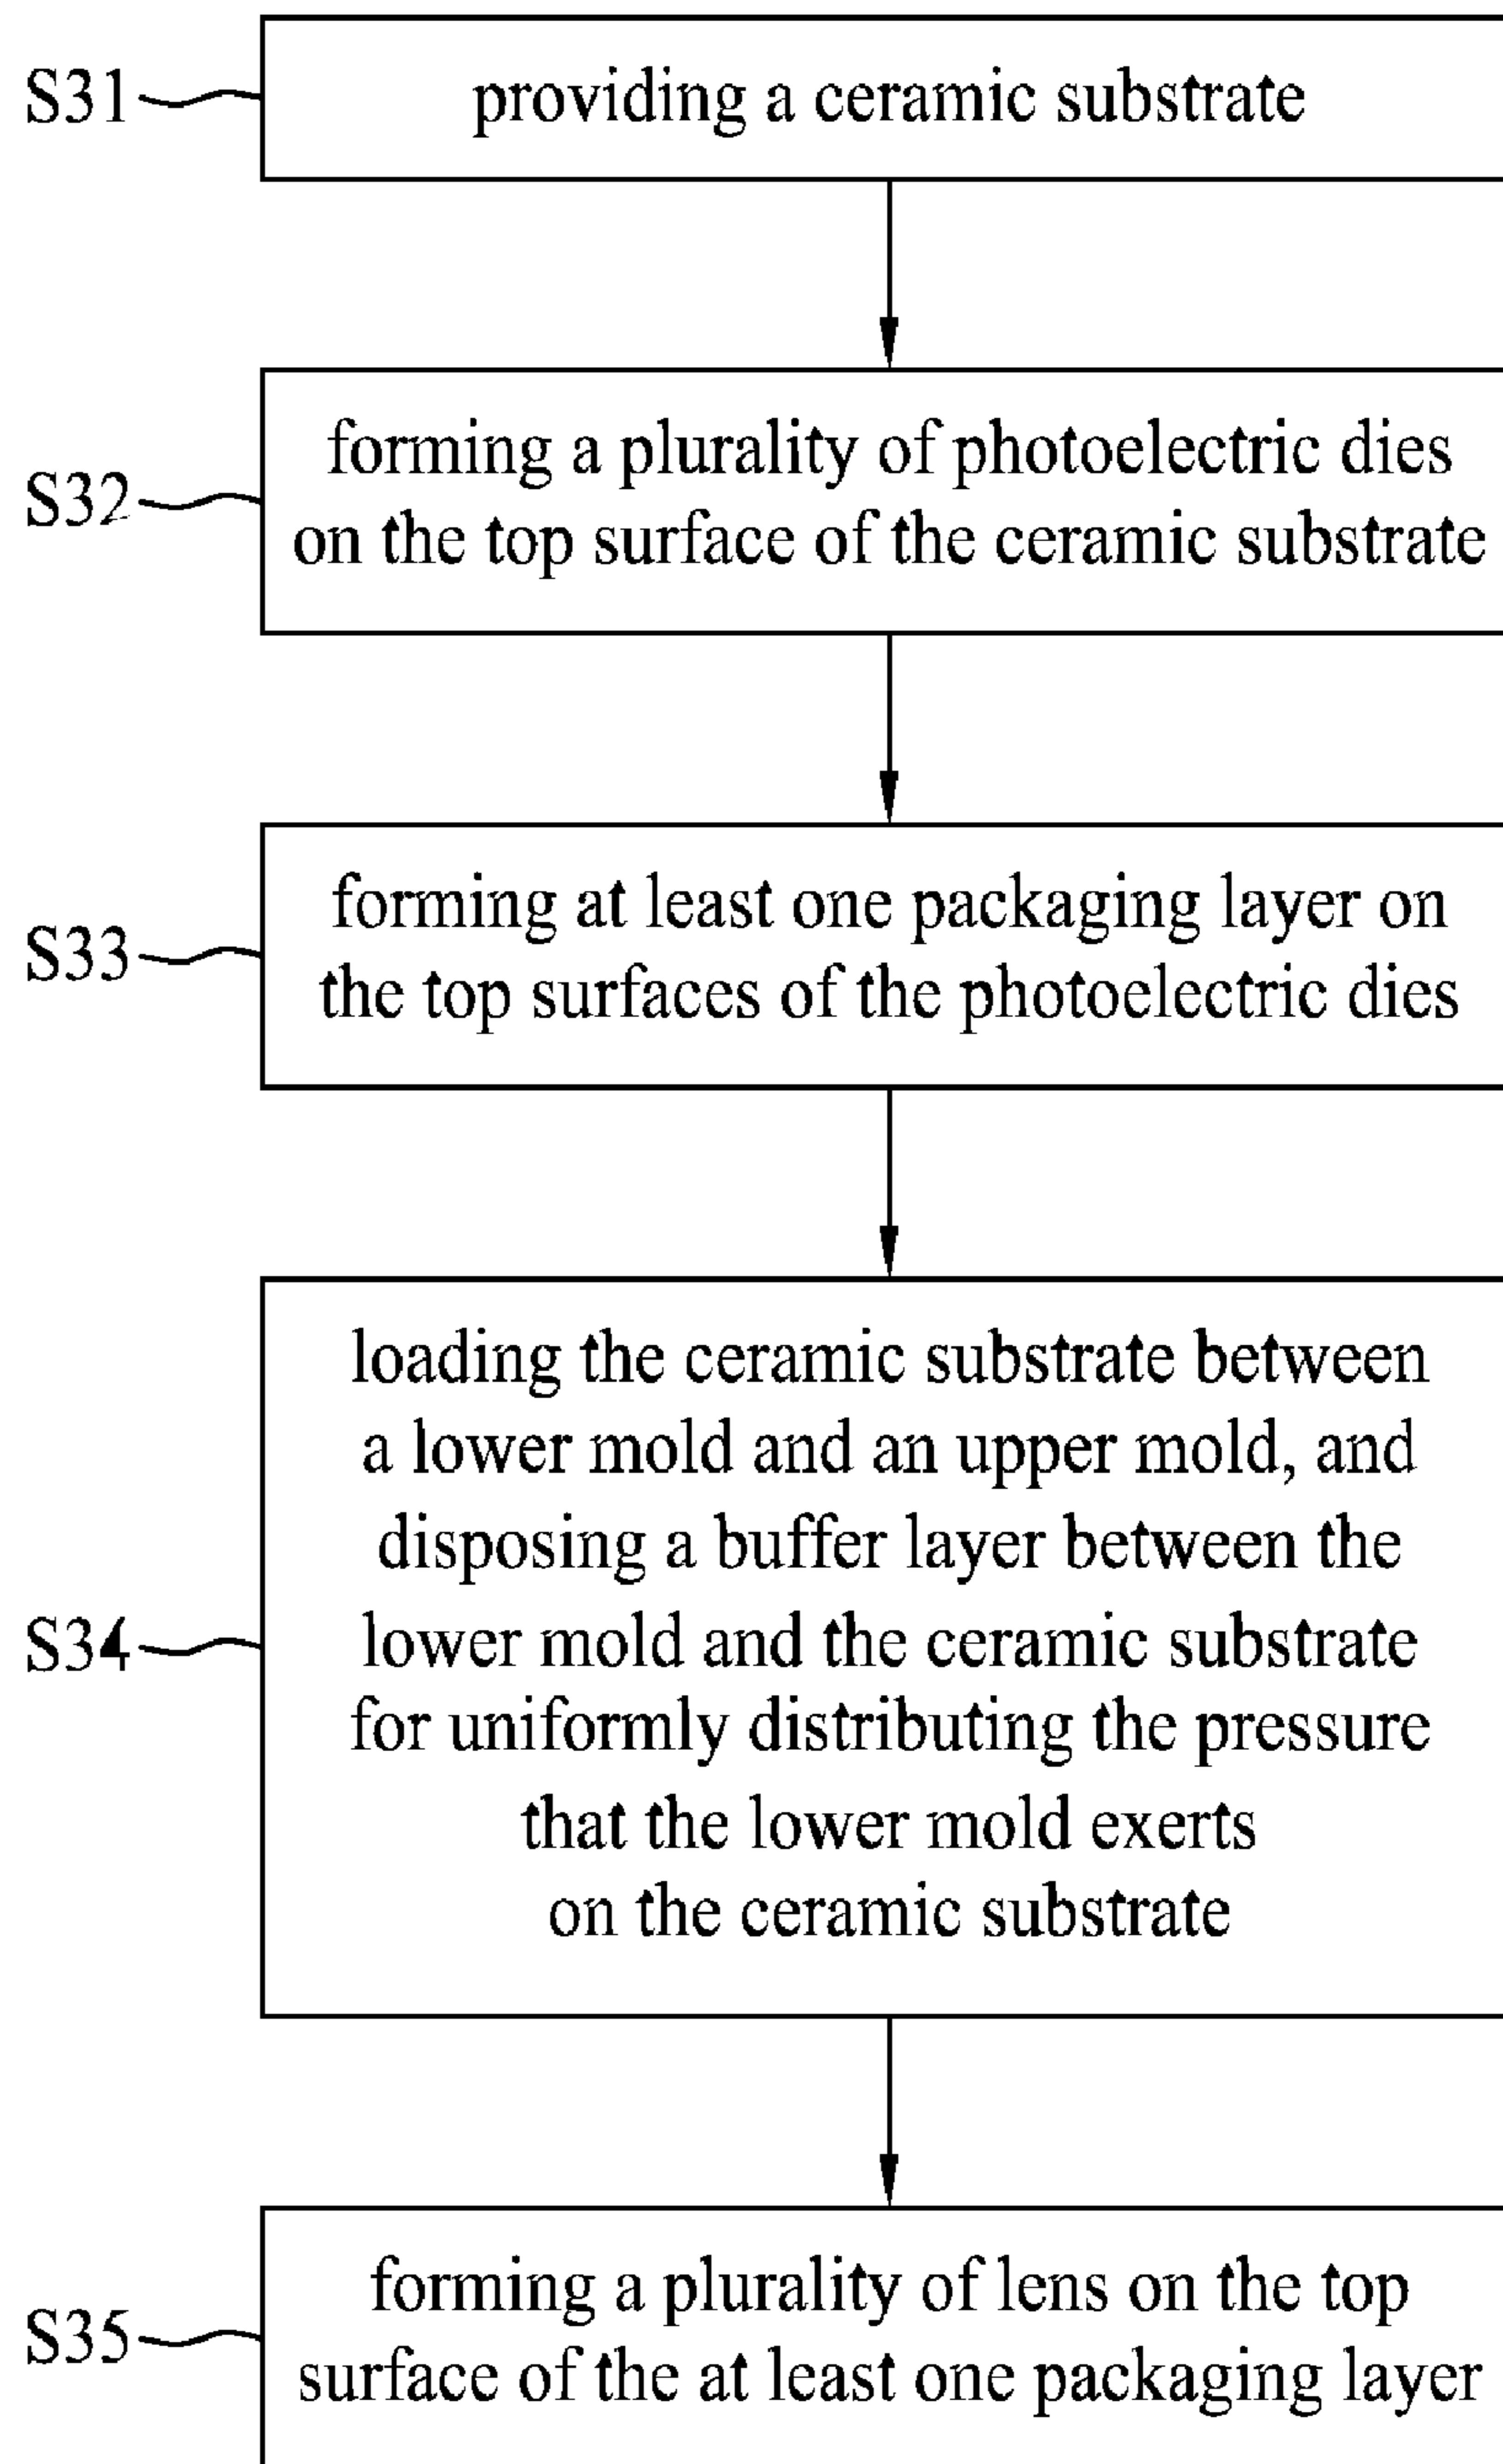 S31
providing a ceramic substrate
S32
forming a plurality of photoelectric dies
on the top surface of the ceramic substrate
S33
forming at least one packaging layer on
the top surfaces of the photoelectric dies
S34
loading the ceramic substrate between
a lower mold and an upper mold, and
disposing a buffer layer between the
lower mold and the ceramic substrate
for uniformly distributing the pressure
that the lower mold exerts
on the ceramic substrate
S35
forming a plurality of lens on the top
surface of the at least one packaging layer